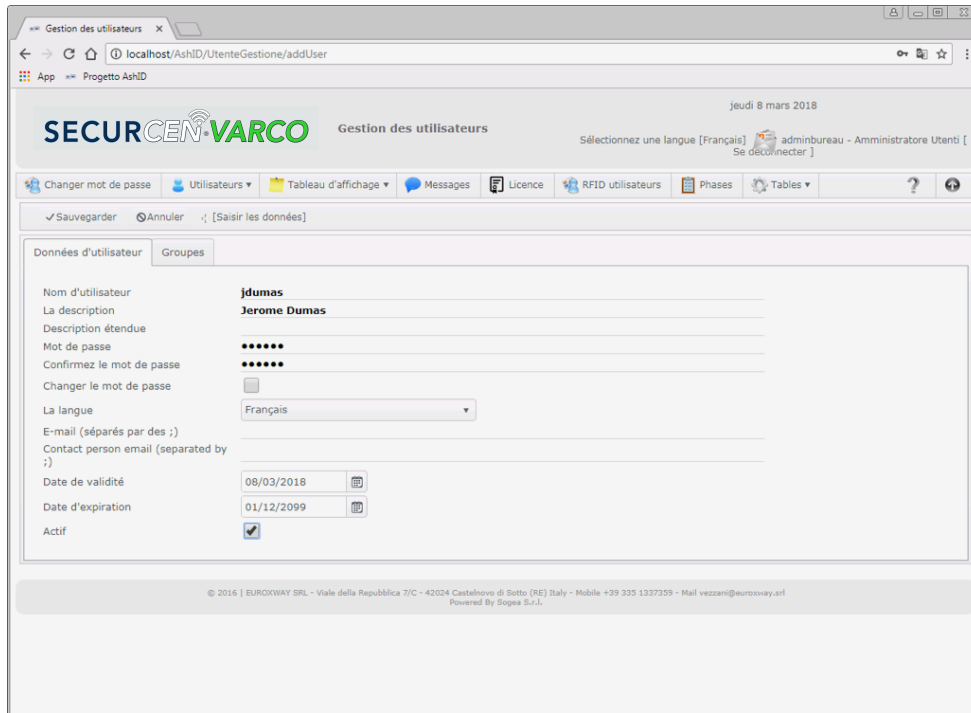 Gestion des utilisateurs
localhost/AshID/UtenteGestione/addUser
App Progetto AshID
jeudi 8 mars 2018
SECURCEN·VARCO
Gestion des utilisateurs
Sélectionnez une langue [Français] adminbureau - Amministratore Utenti [
Se déconnecter ]
Changer mot de passe Utilisateurs Tableau d'affichage Messages Licence RFID utilisateurs Phases Tables ?
Sauvegarder Annuler [Saisir les données]
Données d'utilisateur Groupes
Nom d'utilisateur jdumas
La description Jerome Dumas
Description étendue
Mot de passe ••••••
Confirmez le mot de passe ••••••
Changer le mot de passe
La langue Français
E-mail (séparés par des ;)
Contact person email (separated by
;)
Date de validité 08/03/2018
Date d'expiration 01/12/2099
Actif
© 2016 | EUROXWAY SRL - Viale della Repubblica 7/C - 42024 Castelnovo di Sotto (RE) Italy - Mobile +39 335 1337359 - Mail vezzani@euroxway.srl
Powered By Sogea S.r.l.